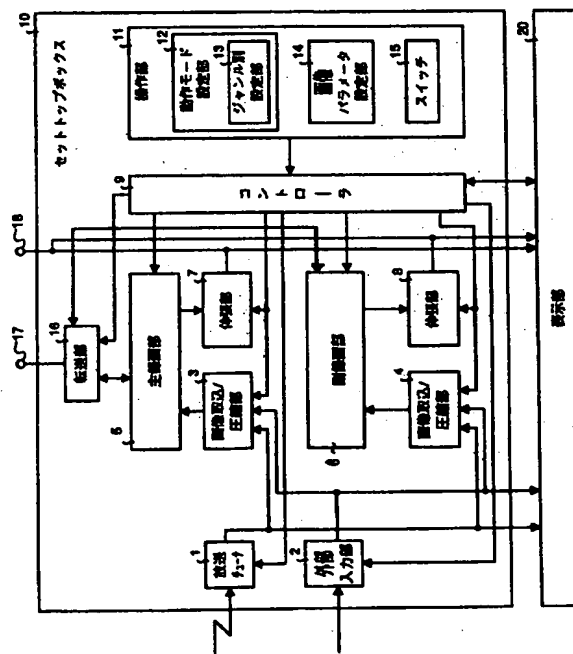 10
セットトップボックス
操作部
11
動作モード
設定部
12
ジャンル別
設定部
13
画像
パラメータ
設定部
14
スイッチ
15
コントローラ
9
18
17
転送部
16
主録画部
5
伸張部
7
画像取込/
圧縮部
3
副録画部
6
伸張部
8
画像取込/
圧縮部
4
放送
チューナ
1
外部
入力部
2
表示部
20